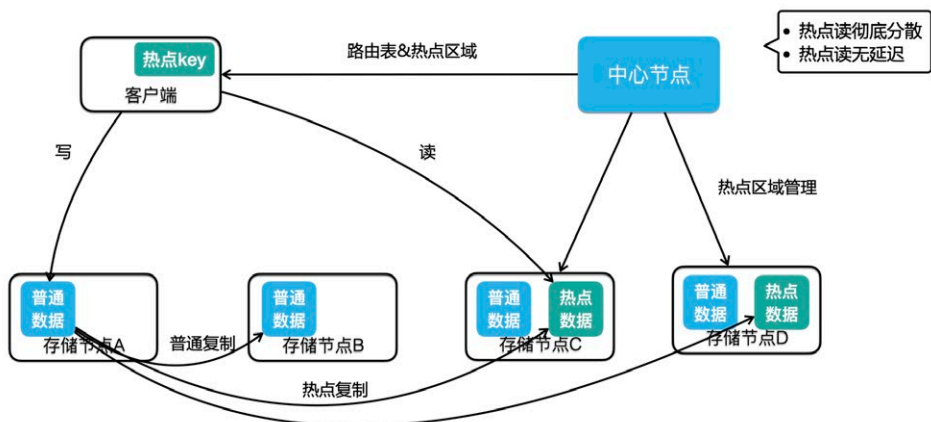 热点key
客户端
路由表&热点区域
中心节点
• 热点读彻底分散
• 热点读无延迟
写
读
热点区域管理
普通
数据
存储节点A
普通
数据
存储节点B
普通
数据
热点
数据
存储节点C
普通
数据
热点
数据
存储节点D
普通复制
热点复制